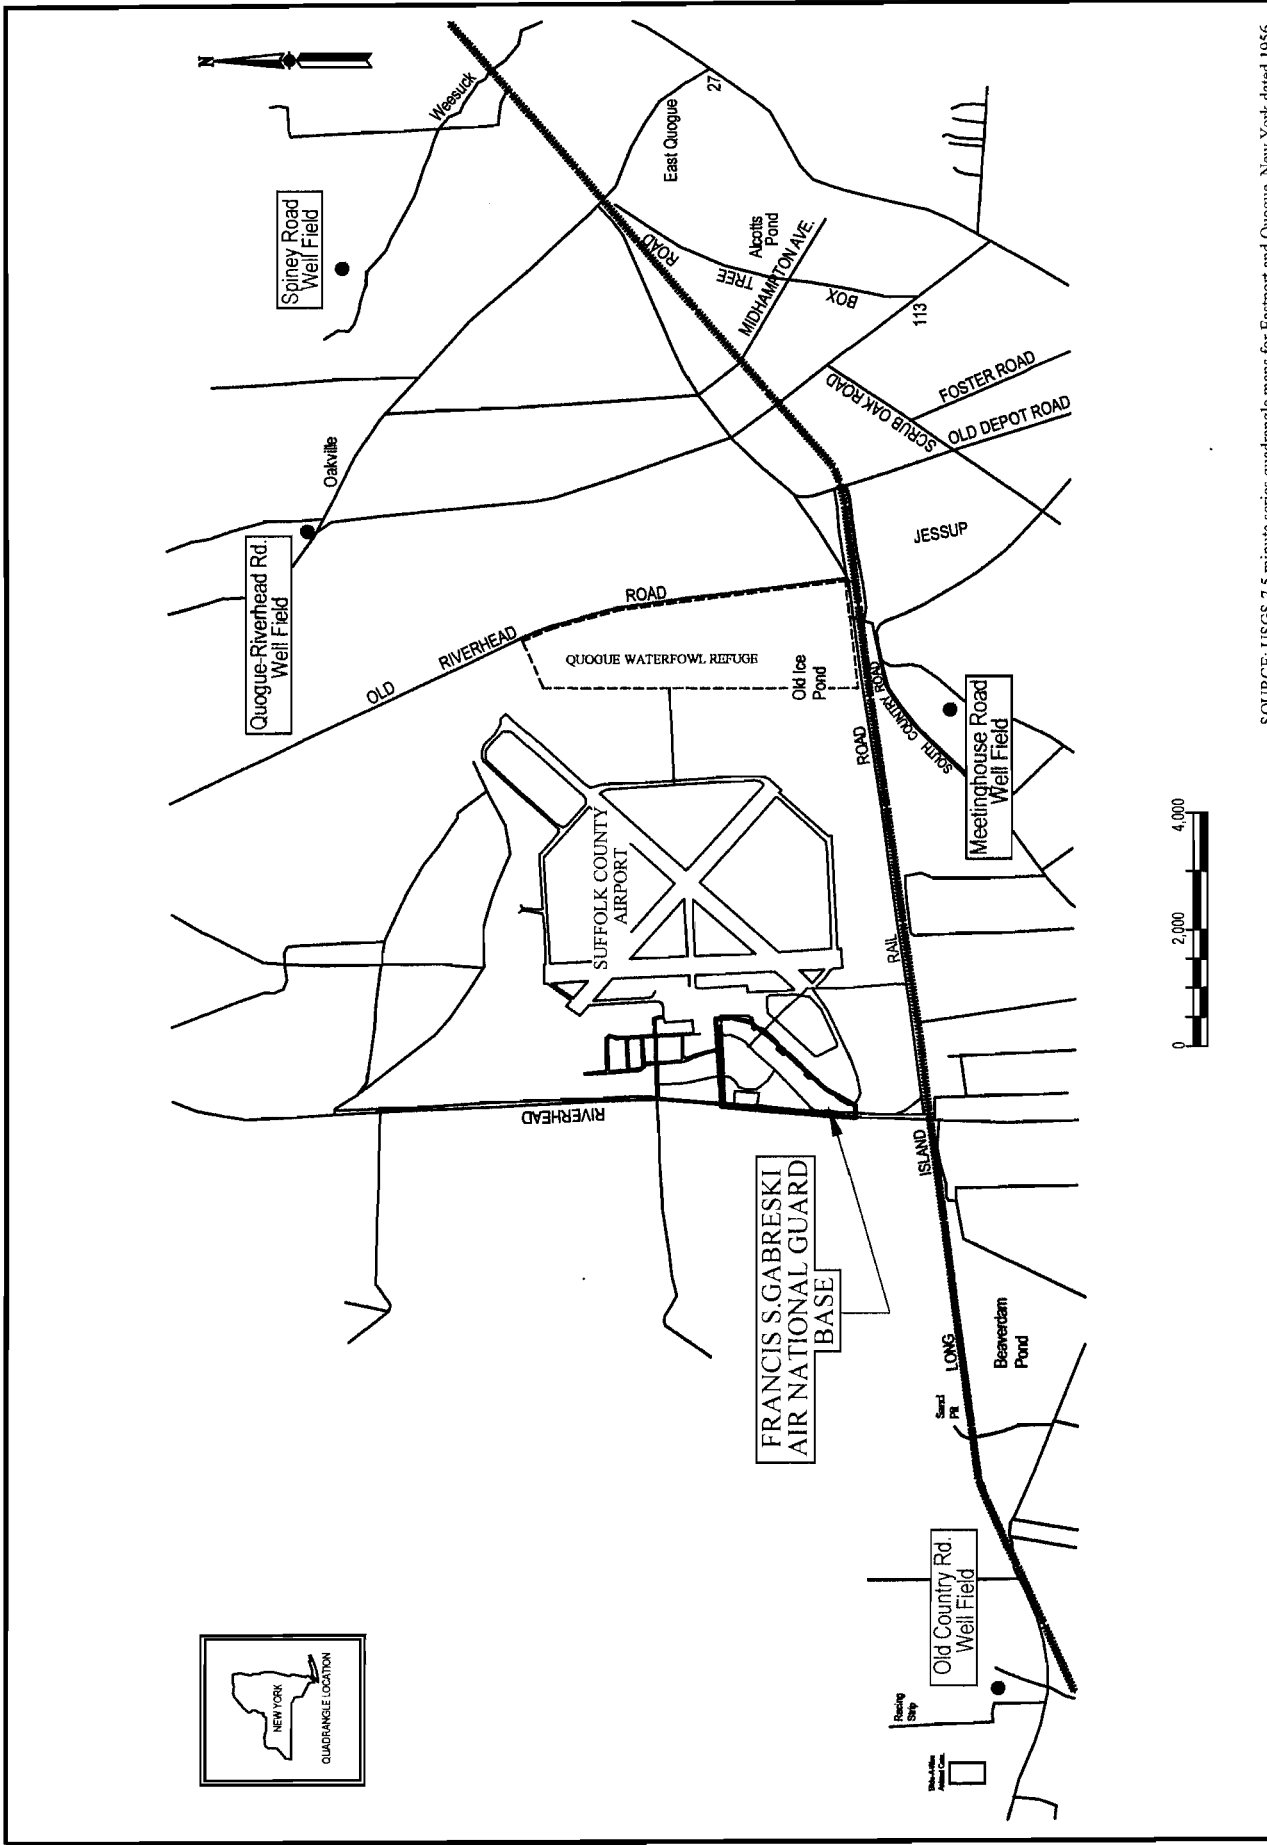 N
Weesuck
Spiney Road
Well Field
27
East Quogue
Alcotts
Pond
MIDHAMPTON AVE.
BOX
TREE
ROAD
113
Oakville
Quogue-Riverhead Rd.
Well Field
SCRUB OAK ROAD
FOSTER ROAD
OLD DEPOT ROAD
JESSUP
OLD
RIVERHEAD
ROAD
QUOGUE WATERFOWL REFUGE
Old Ice
Pond
SOUTH COUNTRY ROAD
Meetinghouse Road
Well Field
SUFFOLK COUNTY
AIRPORT
RIVERHEAD
LONG
ISLAND
RAIL
ROAD
FRANCIS S.GABRESKI
AIR NATIONAL GUARD
BASE
Beaverdam
Pond
Sand
Pit
Old Country Rd.
Well Field
Racing
Strip
NEW YORK
QUADRANGLE LOCATION
0
2,000
4,000
SOURCE: USGS 7.5 minute series quadrangle maps for Eastport and Quogue, New York dated 1956